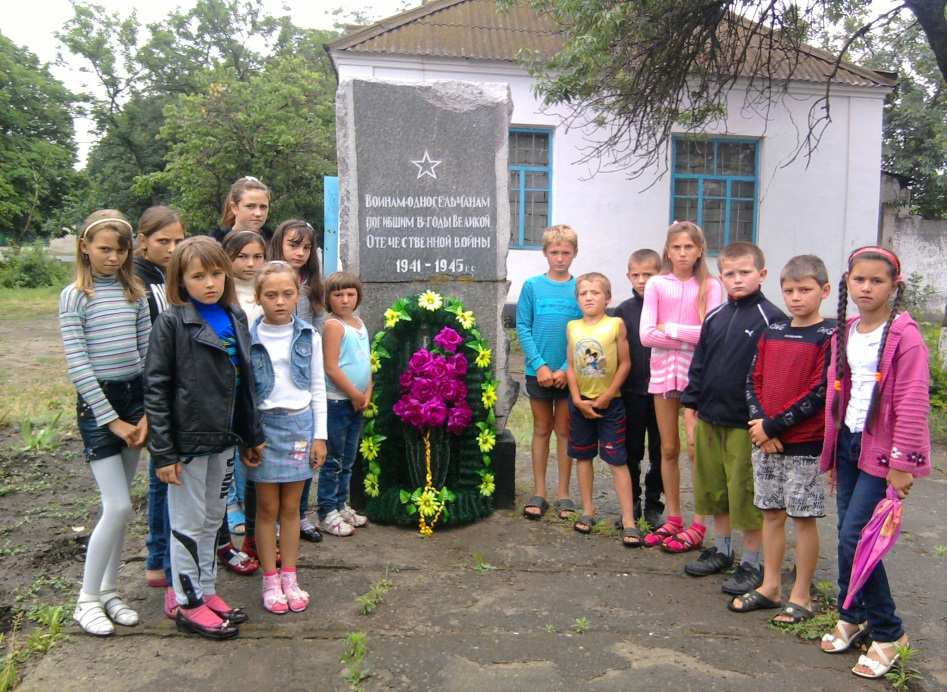 Воинам-односельчанам
погибшим в годы Великой
Отечественной войны
1941 - 1945 г.г.